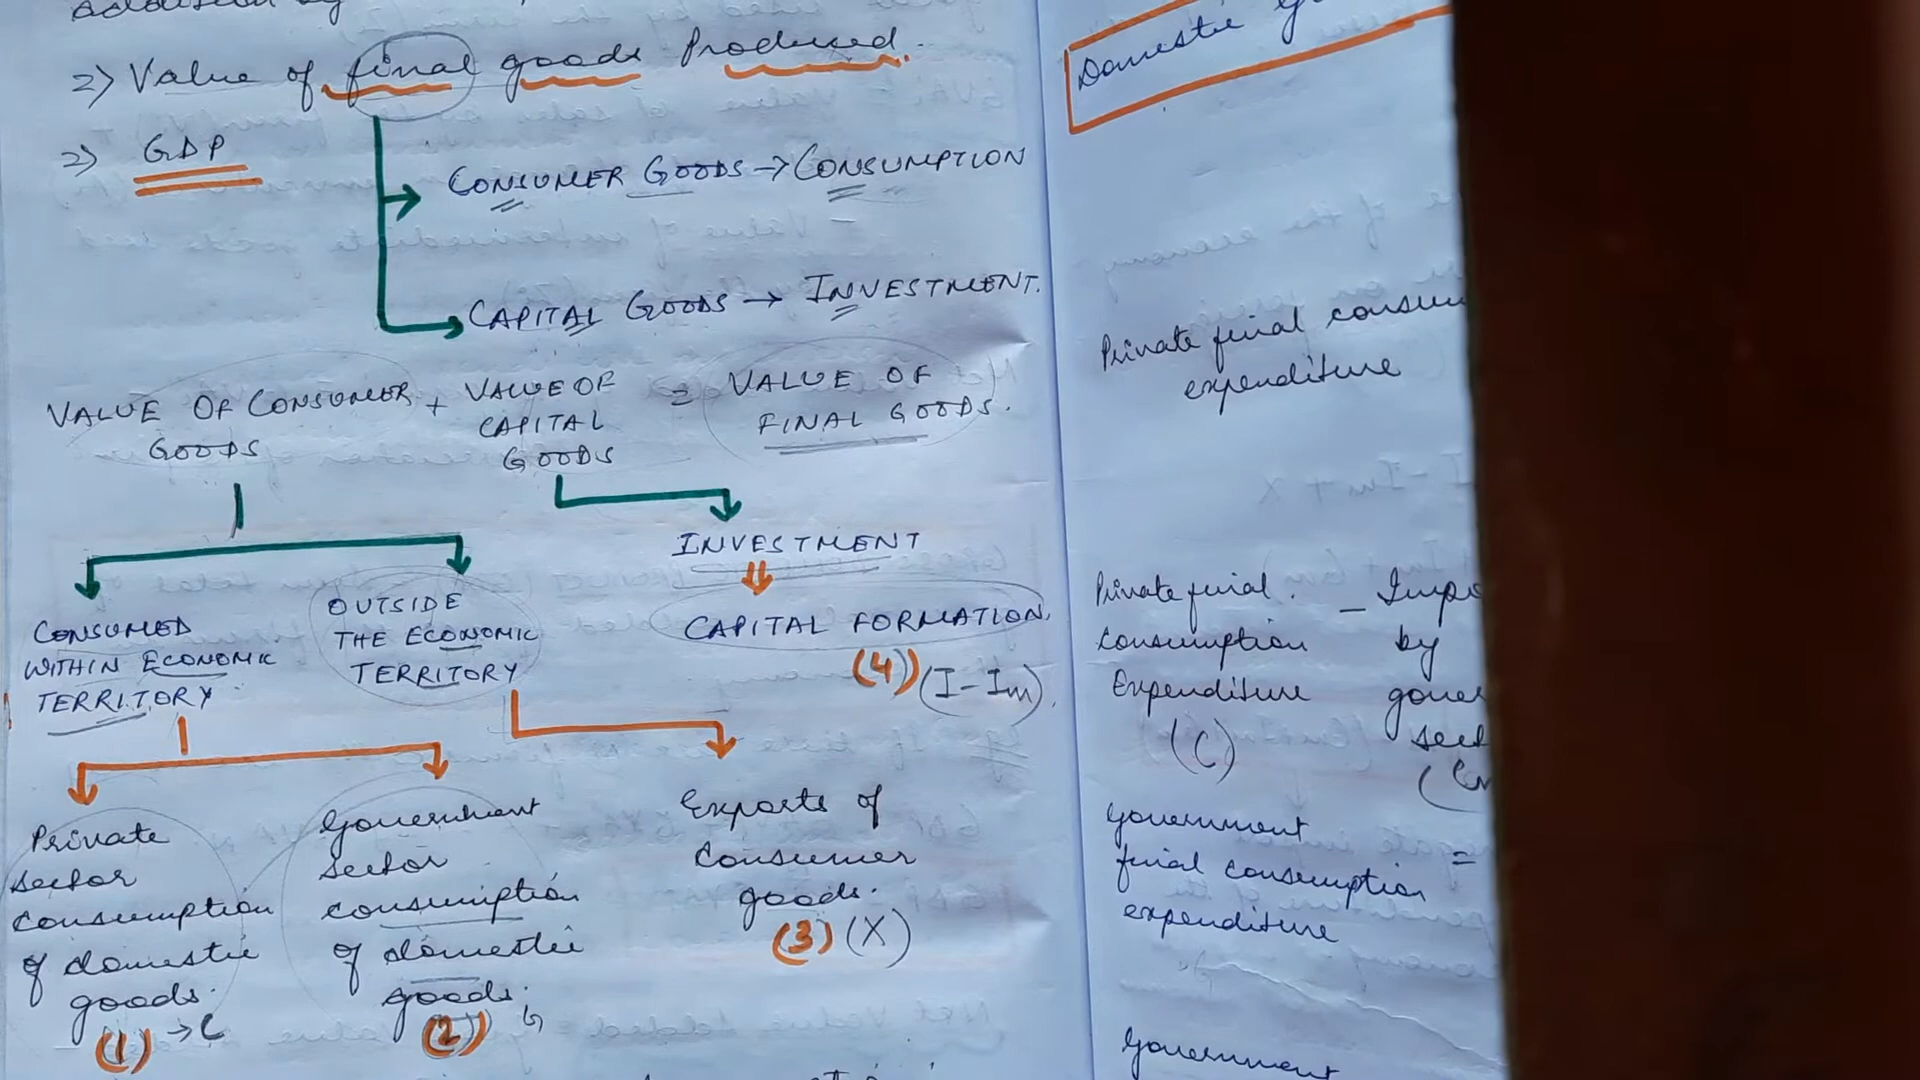 => Value of final goods Produced.
=> GDP
CONSUMER GOODS → CONSUMPTION
CAPITAL GOODS → INVESTMENT.
VALUE OF CONSUMER
GOODS
+
VALUE OF
CAPITAL
GOODS
=
VALUE OF
FINAL GOODS.
CONSUMED
WITHIN ECONOMIC
TERRITORY
OUTSIDE
THE ECONOMIC
TERRITORY
INVESTMENT
CAPITAL FORMATION.
(4) (I-Im).
Private
sector
consumption
of domestic
goods.
(1) → C
Government
sector
consumption
of domestic
goods.
(2) G
Exports of
Consumer
goods.
(3) (X)
Domestic
Private final
expenditure
Private final.
Consumption
Expenditure
(C)
-
by
Government
final consumption
expenditure
=
Government